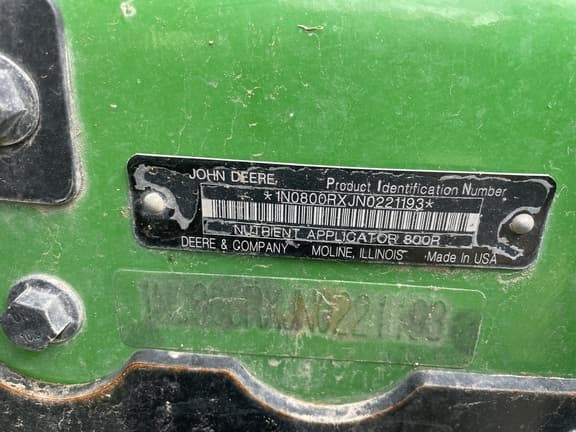 JOHN DEERE Product Identification Number
*1N0800RXJN0221193*
NUTRIENT APPLICATOR 800R
DEERE & COMPANY MOLINE, ILLINOIS Made In USA